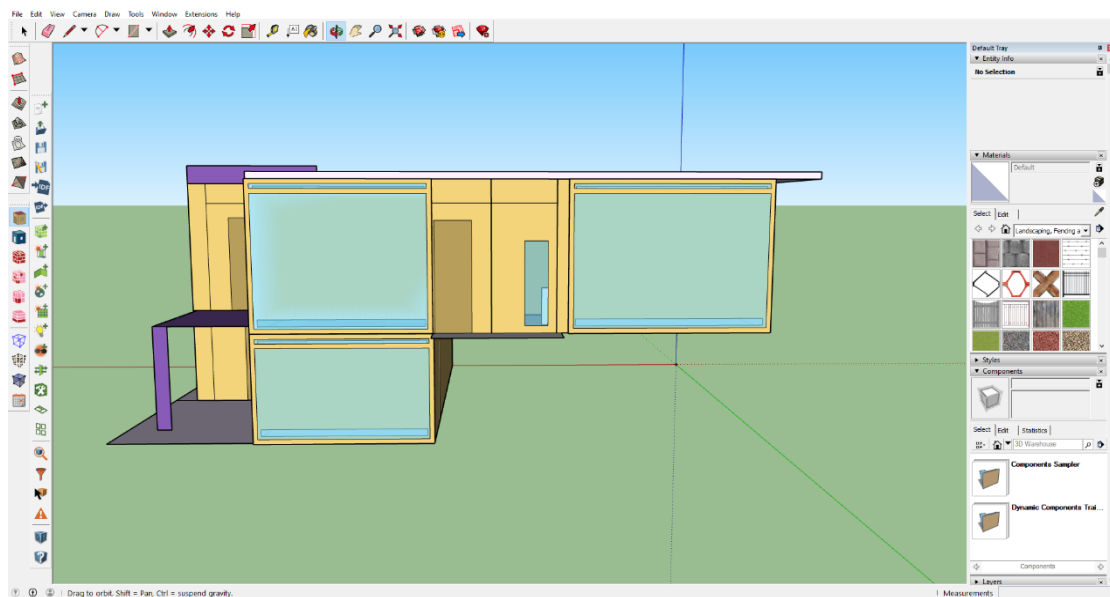 File Edit View Camera Draw Tools Window Extensions Help
Default Tray
Entity Info
No Selection
Materials
Default
Select Edit
Landscaping, Fencing a
Styles
Components
Select Edit Statistics
3D Warehouse
Components Sampler
Dynamic Components Trai...
Components
Layers
Drag to orbit. Shift = Pan, Ctrl = suspend gravity.
Measurements